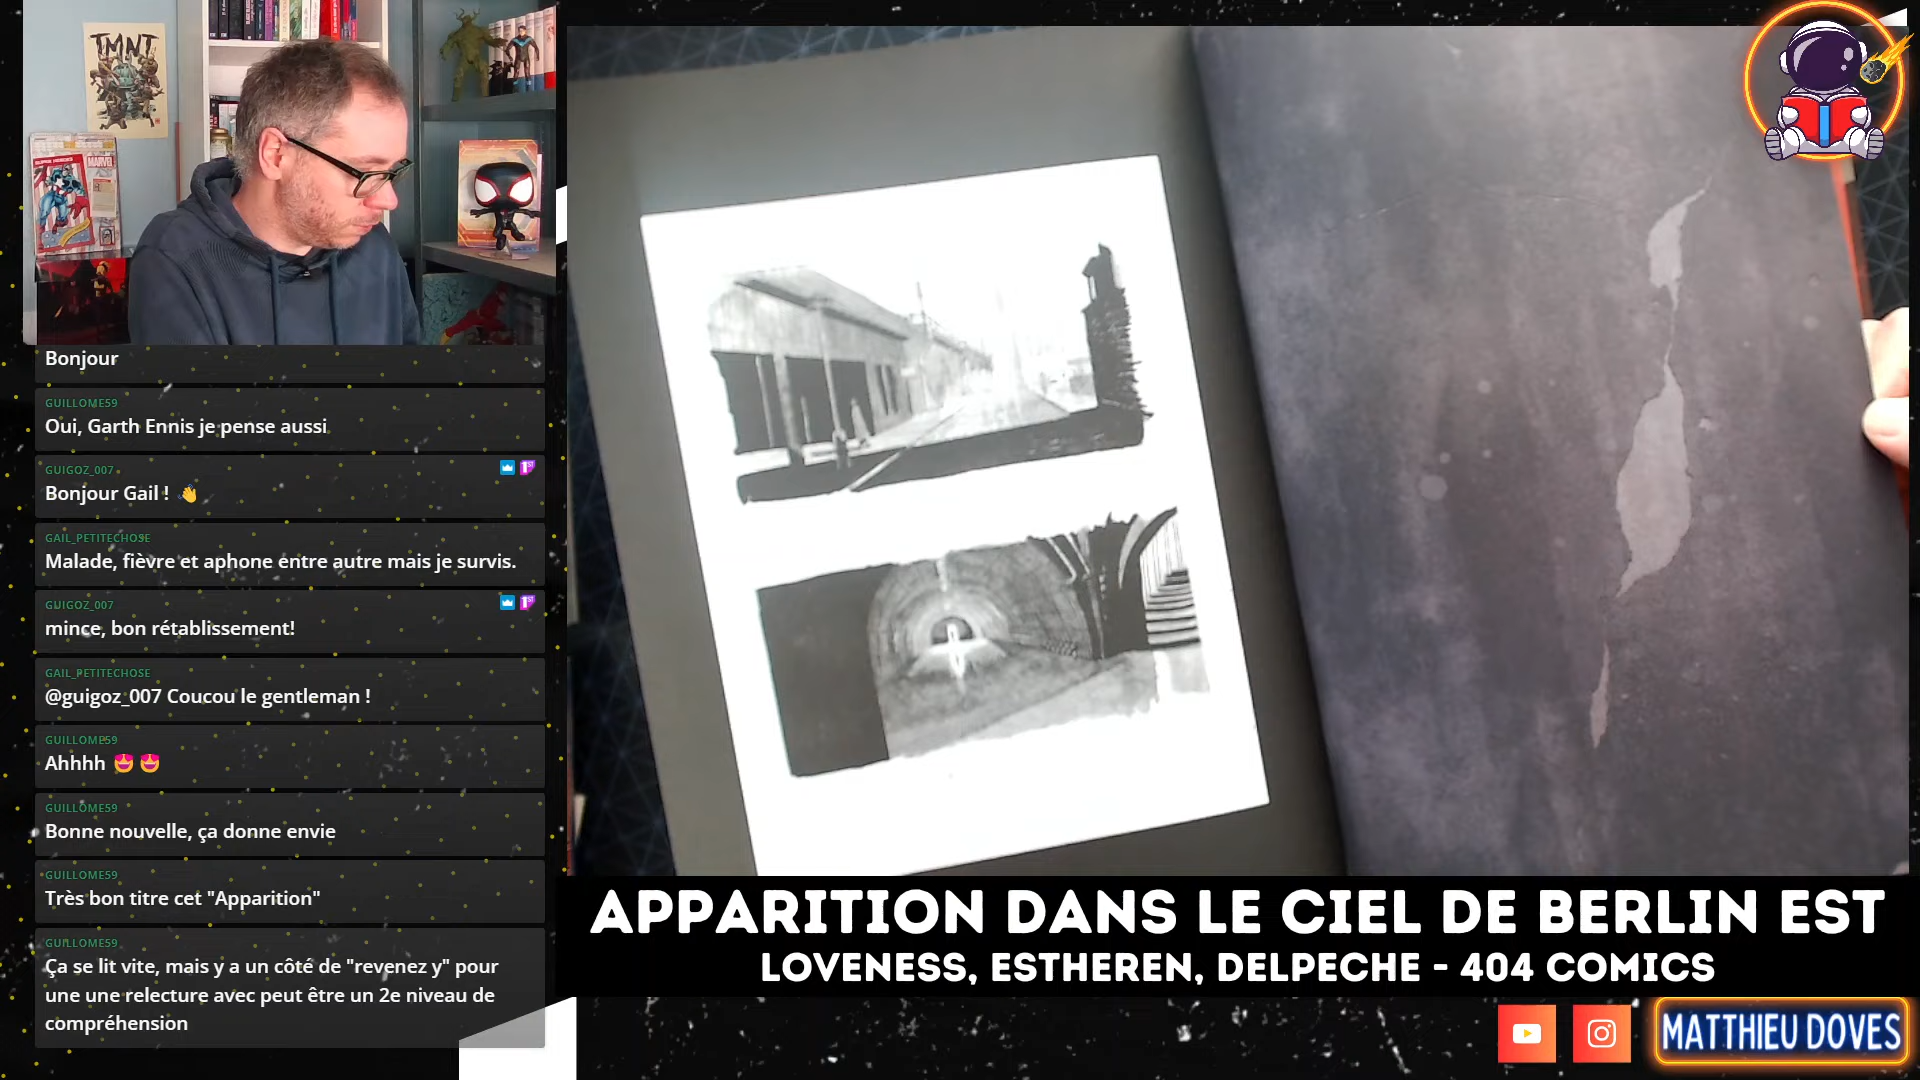 TMNT
MARVEL
Bonjour
GUILLOME59
Oui, Garth Ennis je pense aussi
GUIGOZ_007
Bonjour Gail ! 👋
GAIL_PETITECHOSE
Malade, fièvre et aphone entre autre mais je survis.
GUIGOZ_007
mince, bon rétablissement!
GAIL_PETITECHOSE
@guigoz_007 Coucou le gentleman !
GUILLOME59
Ahhhh 😍 😍
GUILLOME59
Bonne nouvelle, ça donne envie
GUILLOME59
Très bon titre cet "Apparition"
GUILLOME59
Ça se lit vite, mais y a un côté de "revenez y" pour
une une relecture avec peut être un 2e niveau de
compréhension
APPARITION DANS LE CIEL DE BERLIN EST
LOVENESS, ESTHEREN, DELPECHE - 404 COMICS
MATTHIEU DOVES